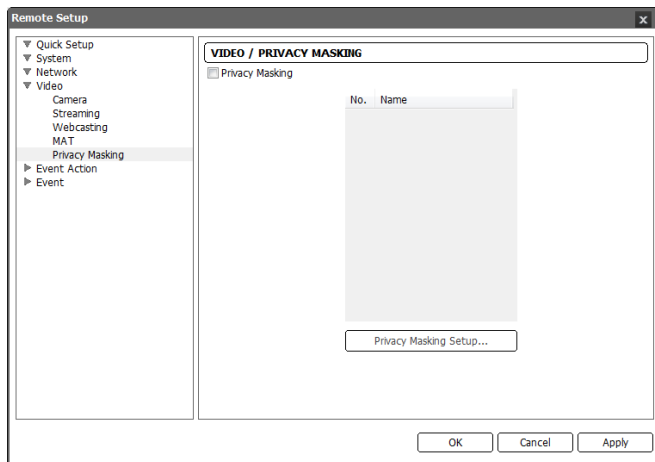 Remote Setup
x
Quick Setup
System
Network
Video
Camera
Streaming
Webcasting
MAT
Privacy Masking
Event Action
Event
VIDEO / PRIVACY MASKING
Privacy Masking
No. Name
Privacy Masking Setup...
OK Cancel Apply